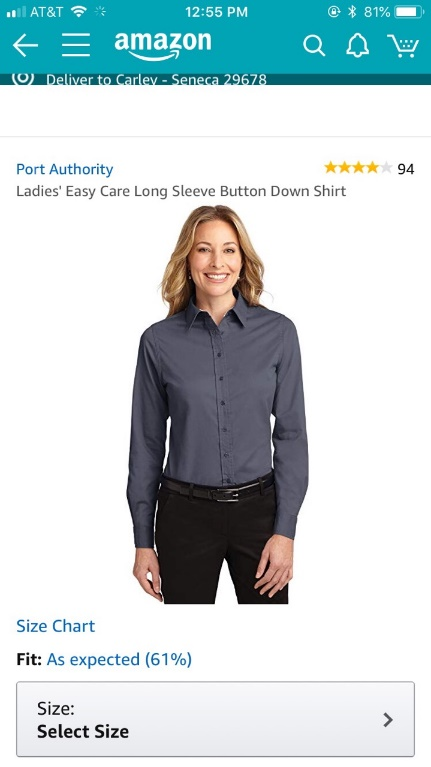 AT&T 12:55 PM 81%
amazon
Deliver to Carley - Seneca 29678
Port Authority 94
Ladies' Easy Care Long Sleeve Button Down Shirt
Size Chart
Fit: As expected (61%)
Size:
Select Size